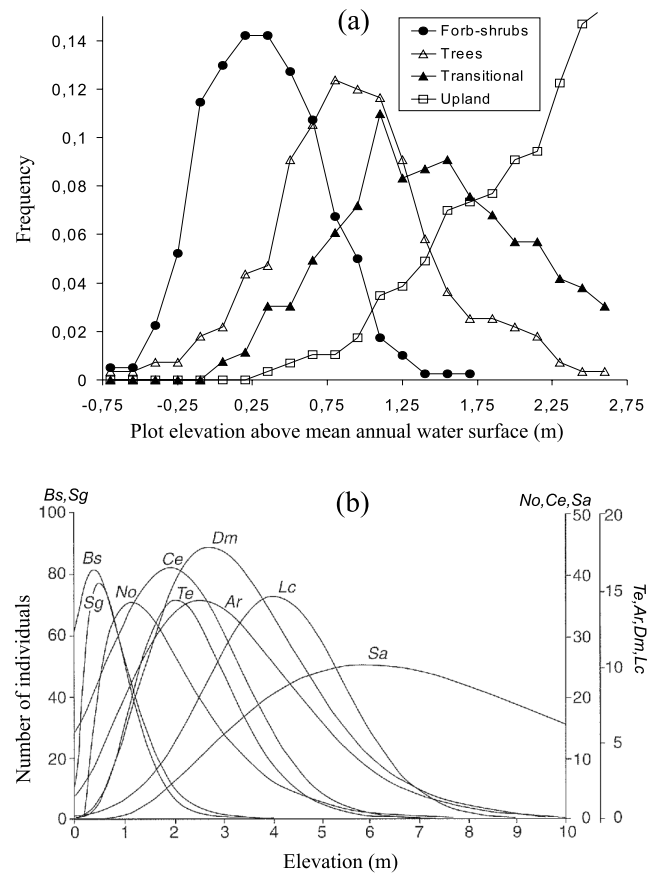 (a)
0,14
0,12
0,1
0,08
0,06
0,04
0,02
0
Frequency
Forb-shrubs
Trees
Transitional
Upland
-0,75 -0,25 0,25 0,75 1,25 1,75 2,25 2,75
Plot elevation above mean annual water surface (m)
Bs,Sg
(b)
No,Ce,Sa
100
80
60
40
20
0
Number of individuals
Bs
Sg
No
Ce
Te
Dm
Ar
Lc
Sa
50
40
30
20
10
0
20
15
10
5
0
Te,Ar,Dm,Lc
0 1 2 3 4 5 6 7 8 9 10
Elevation (m)